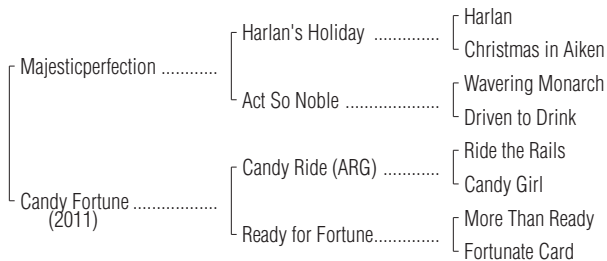 Harlan
Harlan's Holiday ..............
Christmas in Aiken
Majesticperfection ............
Wavering Monarch
Act So Noble ....................
Driven to Drink
Ride the Rails
Candy Ride (ARG) ............
Candy Girl
Candy Fortune ..................
(2011)
More Than Ready
Ready for Fortune..............
Fortunate Card